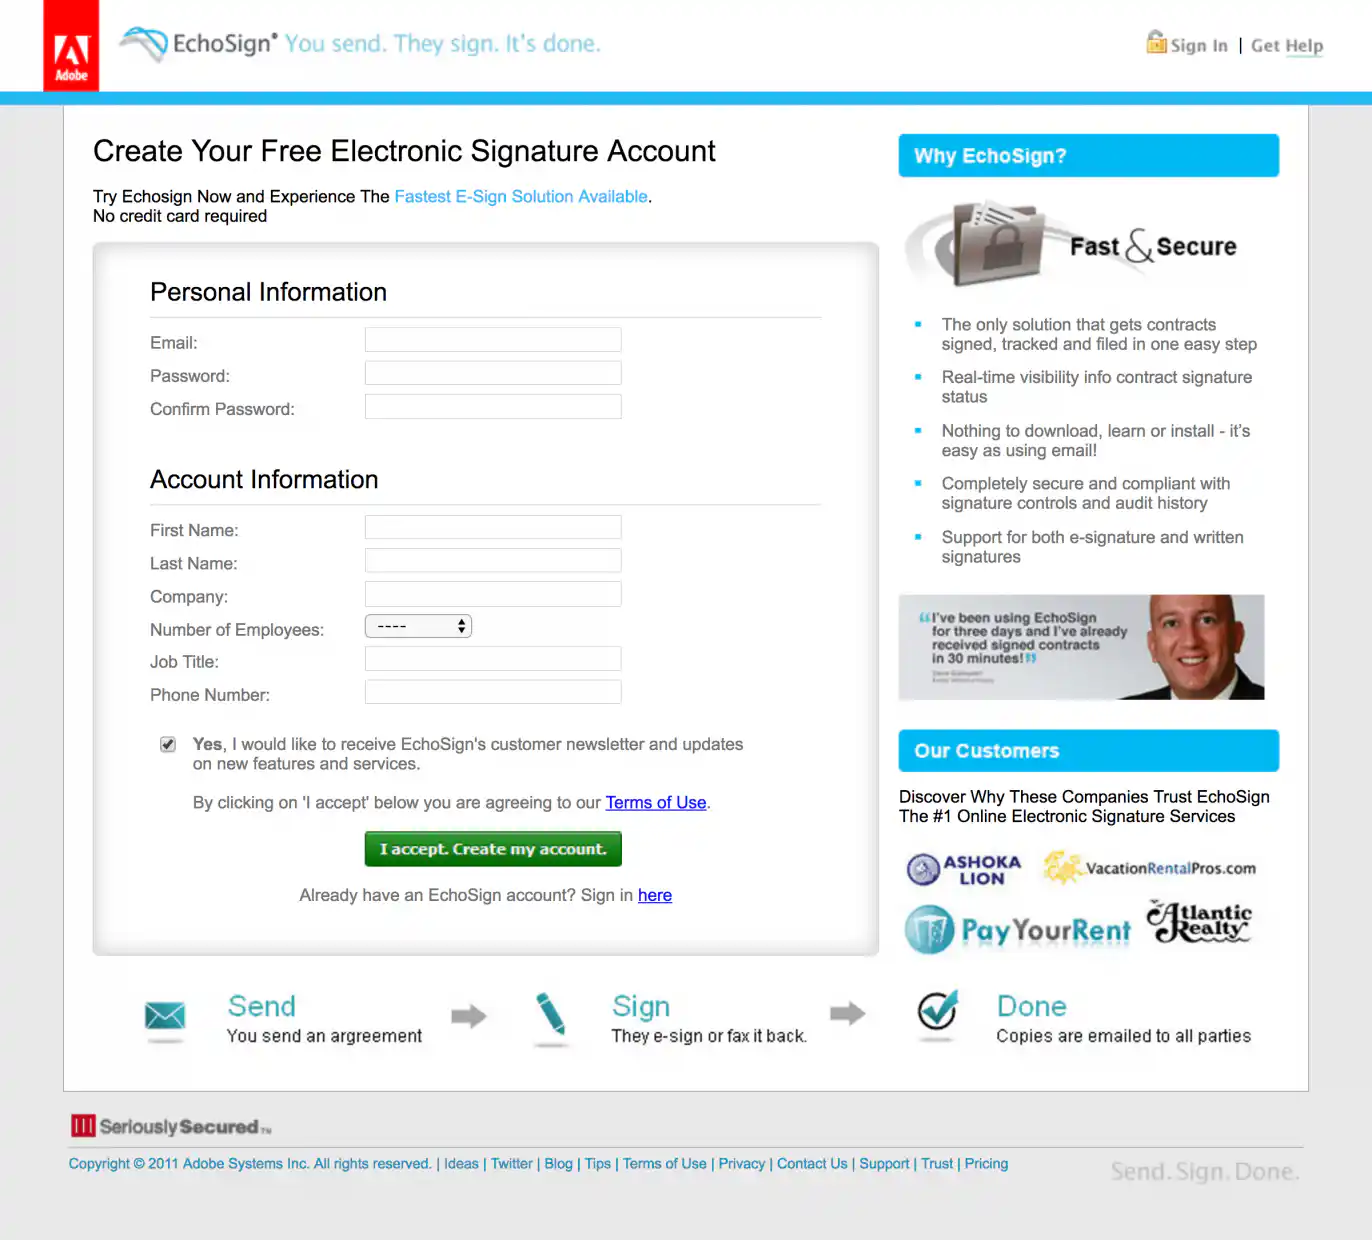 Adobe
EchoSign® You send. They sign. It's done.
Sign In | Get Help
Create Your Free Electronic Signature Account
Try Echosign Now and Experience The Fastest E-Sign Solution Available.
No credit card required
Personal Information
Email:
Password:
Confirm Password:
Account Information
First Name:
Last Name:
Company:
Number of Employees: ----
Job Title:
Phone Number:
Yes, I would like to receive EchoSign's customer newsletter and updates
on new features and services.
By clicking on 'I accept' below you are agreeing to our Terms of Use.
I accept. Create my account.
Already have an EchoSign account? Sign in here
Why EchoSign?
Fast & Secure
The only solution that gets contracts
signed, tracked and filed in one easy step
Real-time visibility info contract signature
status
Nothing to download, learn or install - it’s
easy as using email!
Completely secure and compliant with
signature controls and audit history
Support for both e-signature and written
signatures
“I've been using EchoSign
for three days and I've already
received signed contracts
in 30 minutes!”
Our Customers
Discover Why These Companies Trust EchoSign
The #1 Online Electronic Signature Services
ASHOKA
LION
VacationRentalPros.com
PayYourRent
Atlantic
Realty
Send
You send an argreement
Sign
They e-sign or fax it back.
Done
Copies are emailed to all parties
SeriouslySecured™
Copyright © 2011 Adobe Systems Inc. All rights reserved. | Ideas | Twitter | Blog | Tips | Terms of Use | Privacy | Contact Us | Support | Trust | Pricing
Send. Sign. Done.